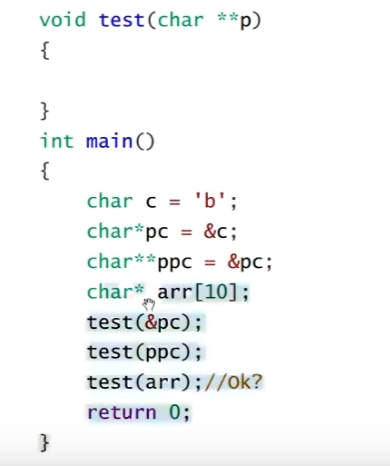 void test(char **p)
{
}
int main()
{
char c = 'b';
char*pc = &c;
char**ppc = &pc;
char* arr[10];
test(&pc);
test(ppc);
test(arr);//Ok?
return 0;
}